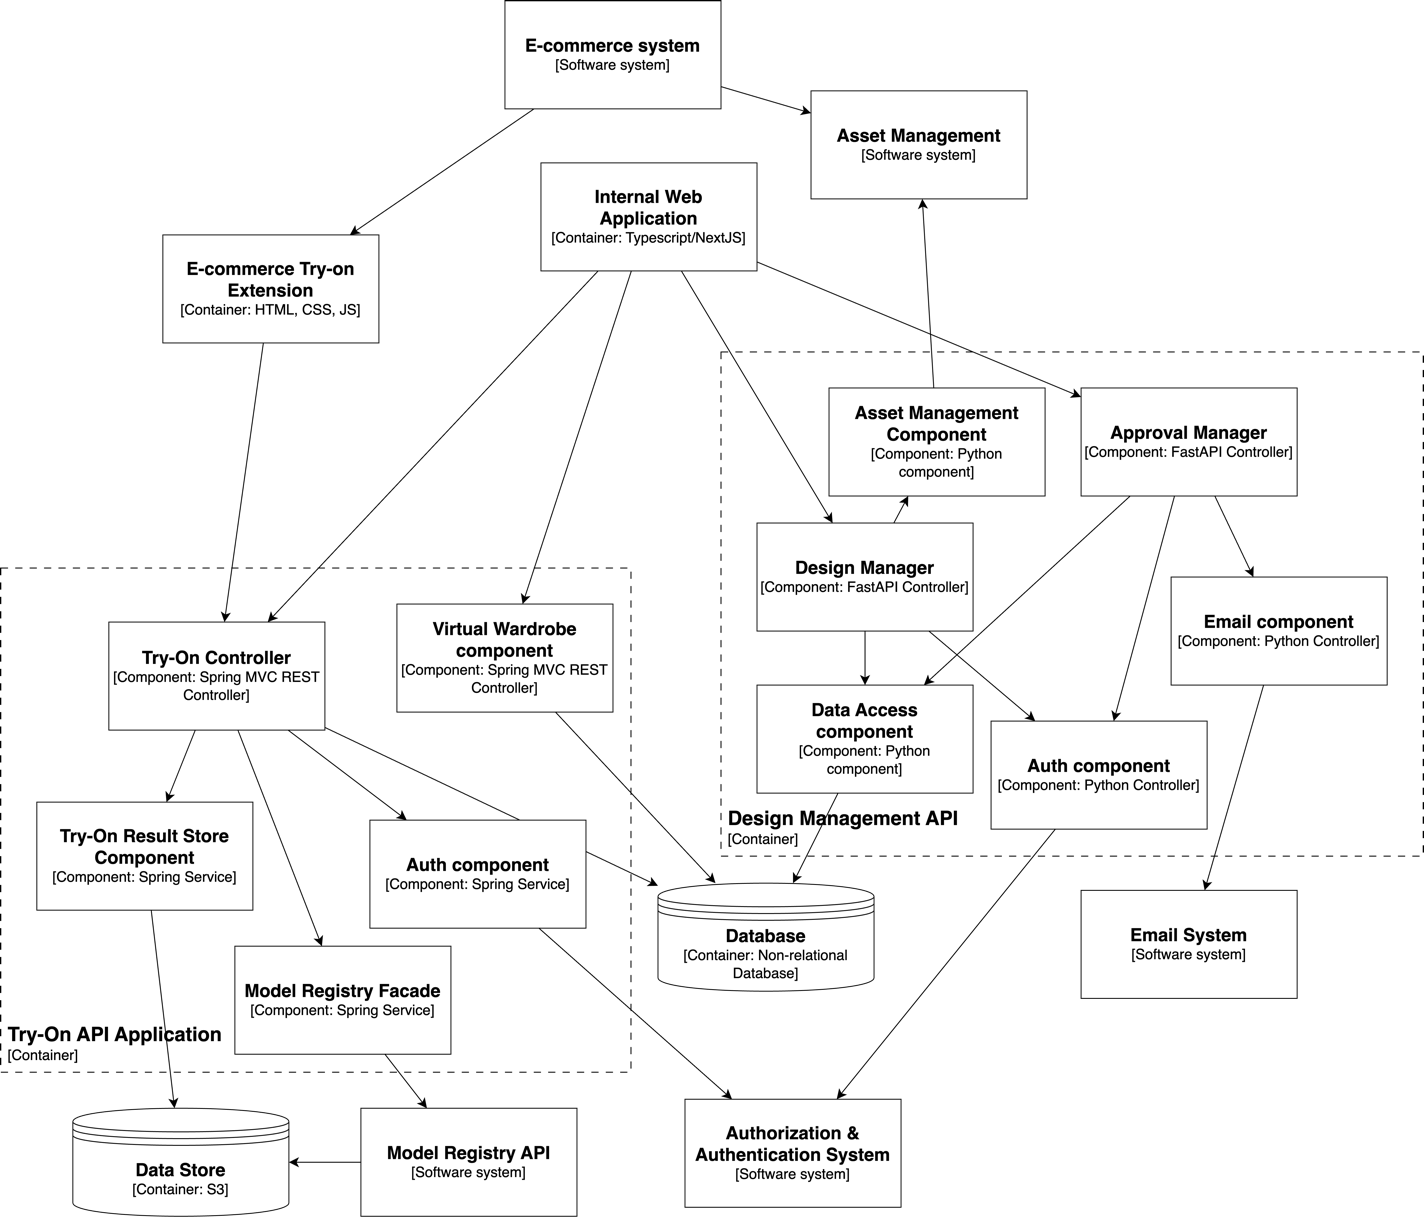 E-commerce system
[Software system]
Asset Management
[Software system]
Internal Web
Application
[Container: Typescript/NextJS]
E-commerce Try-on
Extension
[Container: HTML, CSS, JS]
Asset Management
Component
[Component: Python
component]
Approval Manager
[Component: FastAPI Controller]
Design Manager
[Component: FastAPI Controller]
Email component
[Component: Python Controller]
Try-On Controller
[Component: Spring MVC REST
Controller]
Virtual Wardrobe
component
[Component: Spring MVC REST
Controller]
Data Access
component
[Component: Python
component]
Auth component
[Component: Python Controller]
Design Management API
[Container]
Try-On Result Store
Component
[Component: Spring Service]
Auth component
[Component: Spring Service]
Database
[Container: Non-relational
Database]
Email System
[Software system]
Model Registry Facade
[Component: Spring Service]
Try-On API Application
[Container]
Data Store
[Container: S3]
Model Registry API
[Software system]
Authorization &
Authentication System
[Software system]